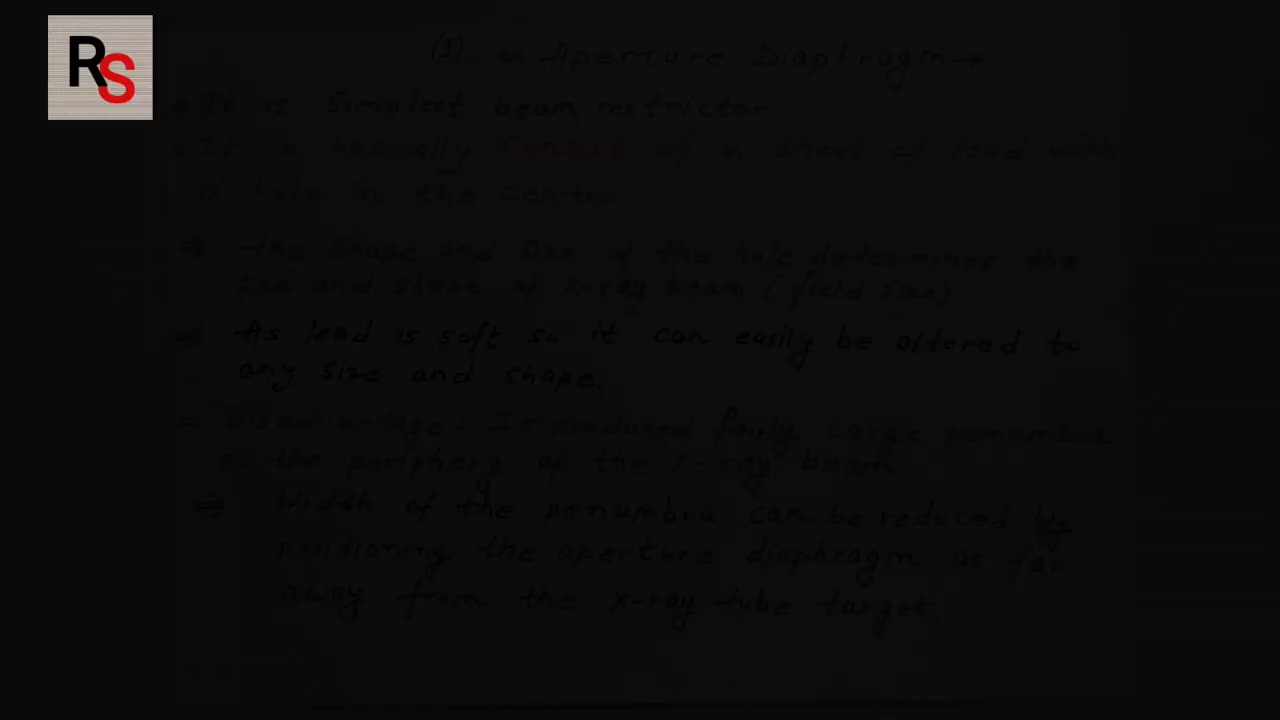 RS
(I) Aperture Diaphragm →
It is Simplest beam restrictor
It is basically consist of a sheet of lead with
a hole in the center
⇒ the shape and size of the hole determines the
size and shape of x-ray beam (field size)
⇒ As lead is soft so it can easily be altered to
any size and shape.
= Disadvantage:- It produced fairly large penumbra
at the periphery of the x-ray beam
⇒ Width of the penumbra can be reduced by
positioning the aperture diaphragm as far
away from the x-ray tube target.